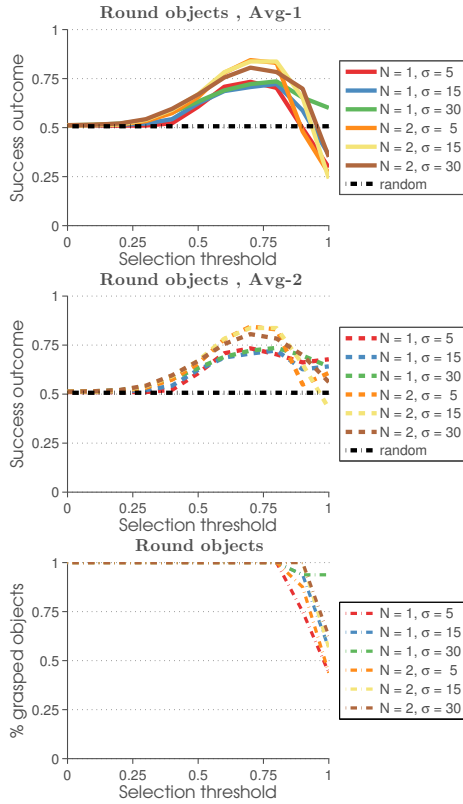 Round objects , Avg-1
Success outcome
1
0.75
0.5
0.25
0
0 0.25 0.5 0.75 1
Selection threshold
N = 1, σ = 5
N = 1, σ = 15
N = 1, σ = 30
N = 2, σ = 5
N = 2, σ = 15
N = 2, σ = 30
random
Round objects , Avg-2
Success outcome
1
0.75
0.5
0.25
0
0 0.25 0.5 0.75 1
Selection threshold
N = 1, σ = 5
N = 1, σ = 15
N = 1, σ = 30
N = 2, σ = 5
N = 2, σ = 15
N = 2, σ = 30
random
Round objects
% grasped objects
1
0.75
0.5
0.25
0
0 0.25 0.5 0.75 1
Selection threshold
N = 1, σ = 5
N = 1, σ = 15
N = 1, σ = 30
N = 2, σ = 5
N = 2, σ = 15
N = 2, σ = 30